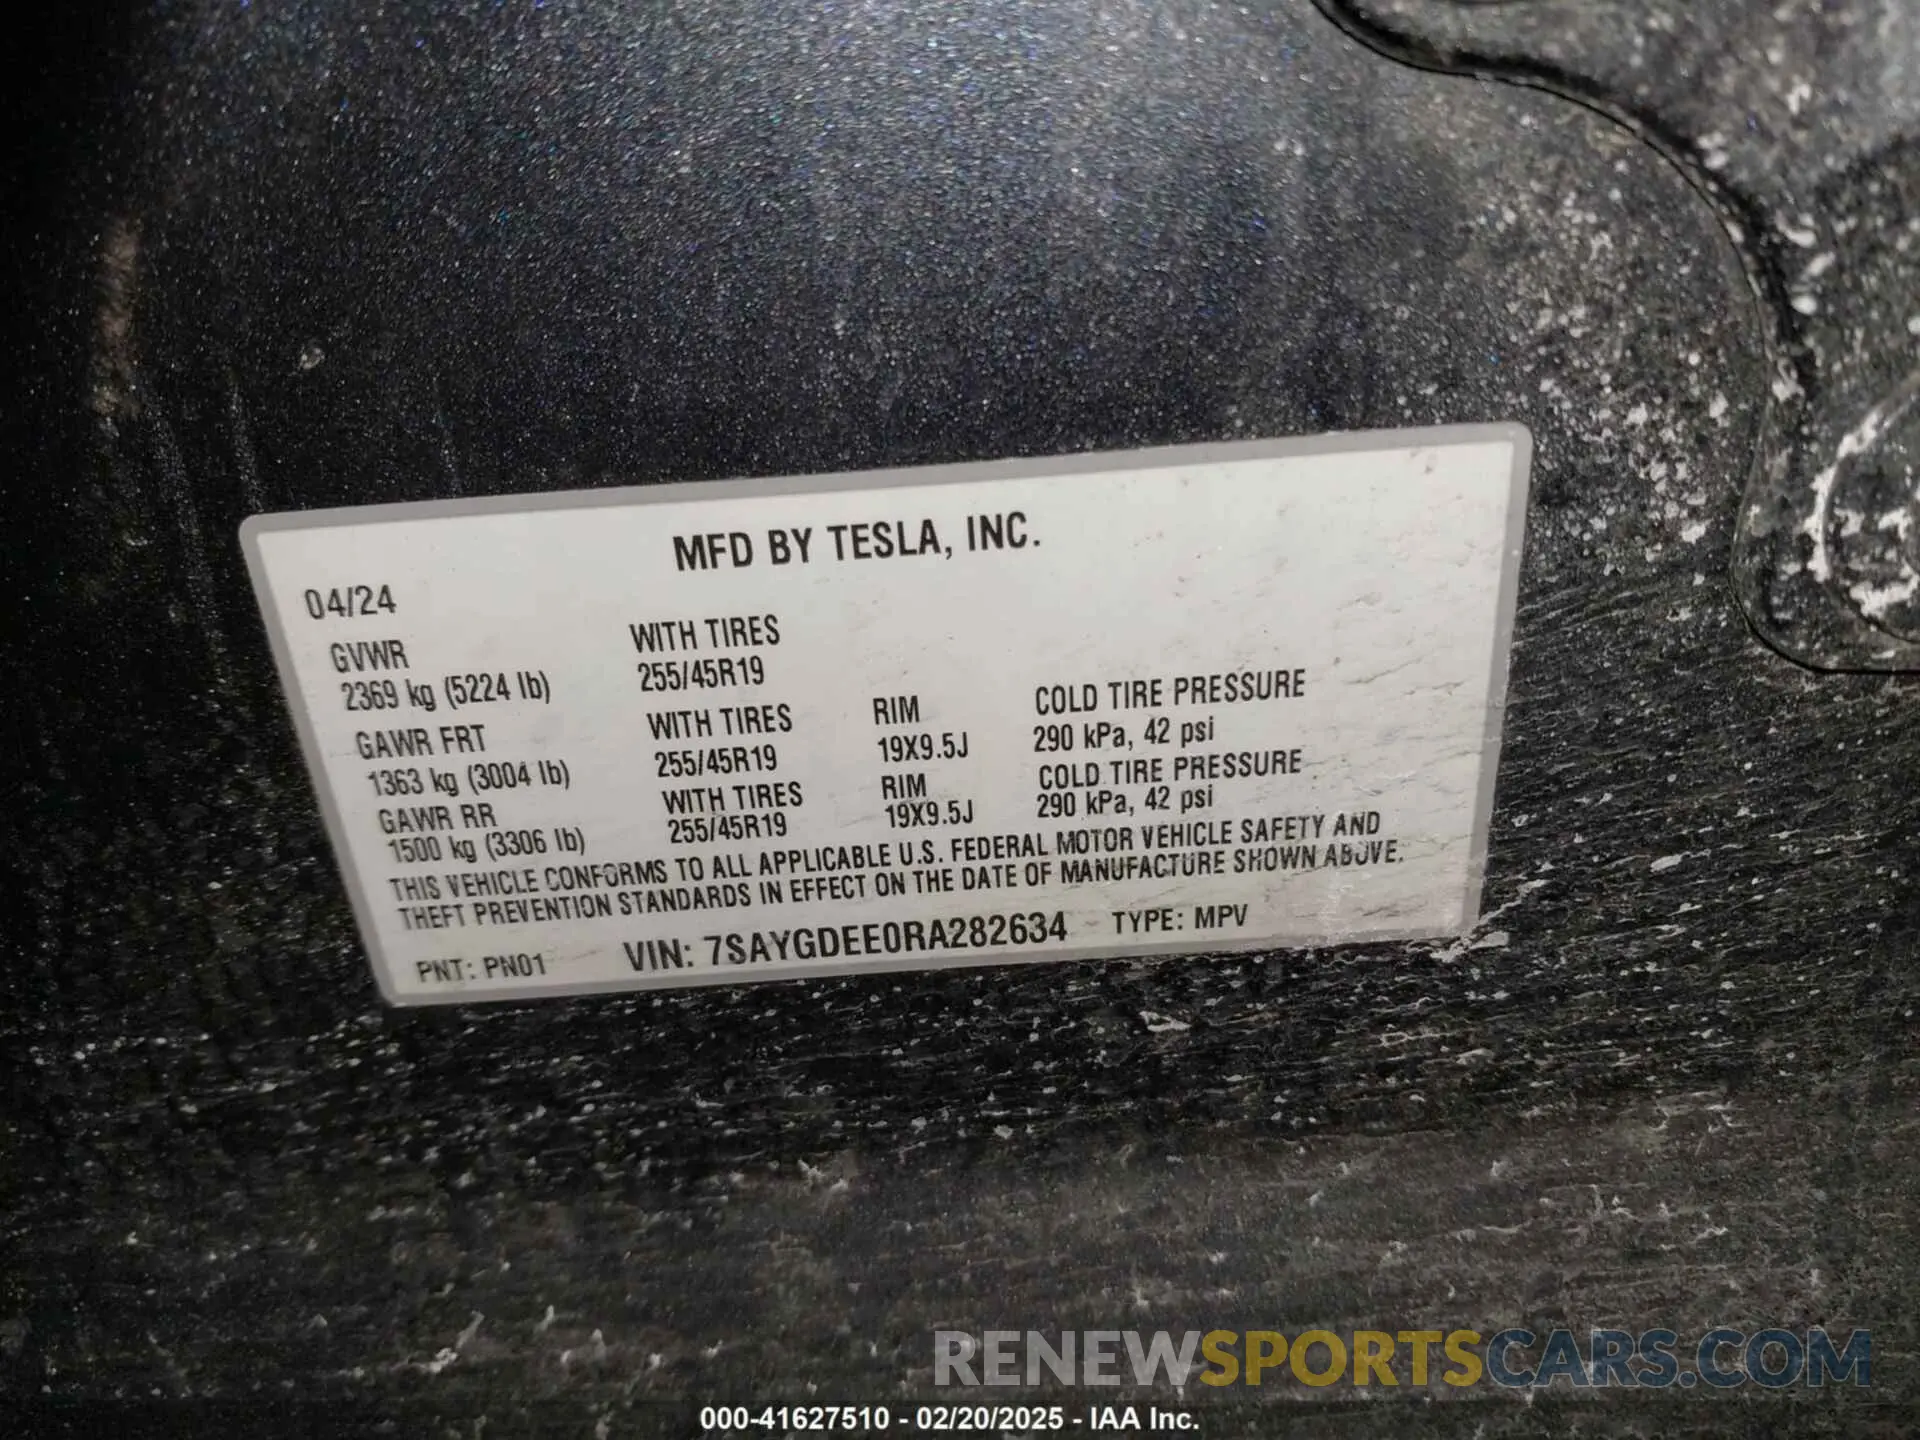 MFD BY TESLA, INC.
04/24
GVWR WITH TIRES
2369 kg (5224 lb) 255/45R19
GAWR FRT WITH TIRES RIM COLD TIRE PRESSURE
1363 kg (3004 lb) 255/45R19 19X9.5J 290 kPa, 42 psi
GAWR RR WITH TIRES RIM COLD TIRE PRESSURE
1500 kg (3306 lb) 255/45R19 19X9.5J 290 kPa, 42 psi
THIS VEHICLE CONFORMS TO ALL APPLICABLE U.S. FEDERAL MOTOR VEHICLE SAFETY AND
THEFT PREVENTION STANDARDS IN EFFECT ON THE DATE OF MANUFACTURE SHOWN ABOVE.
PNT: PN01 VIN: 7SAYGDEE0RA282634 TYPE: MPV
RENEWSPORTSCARS.COM
000-41627510 - 02/20/2025 - IAA Inc.